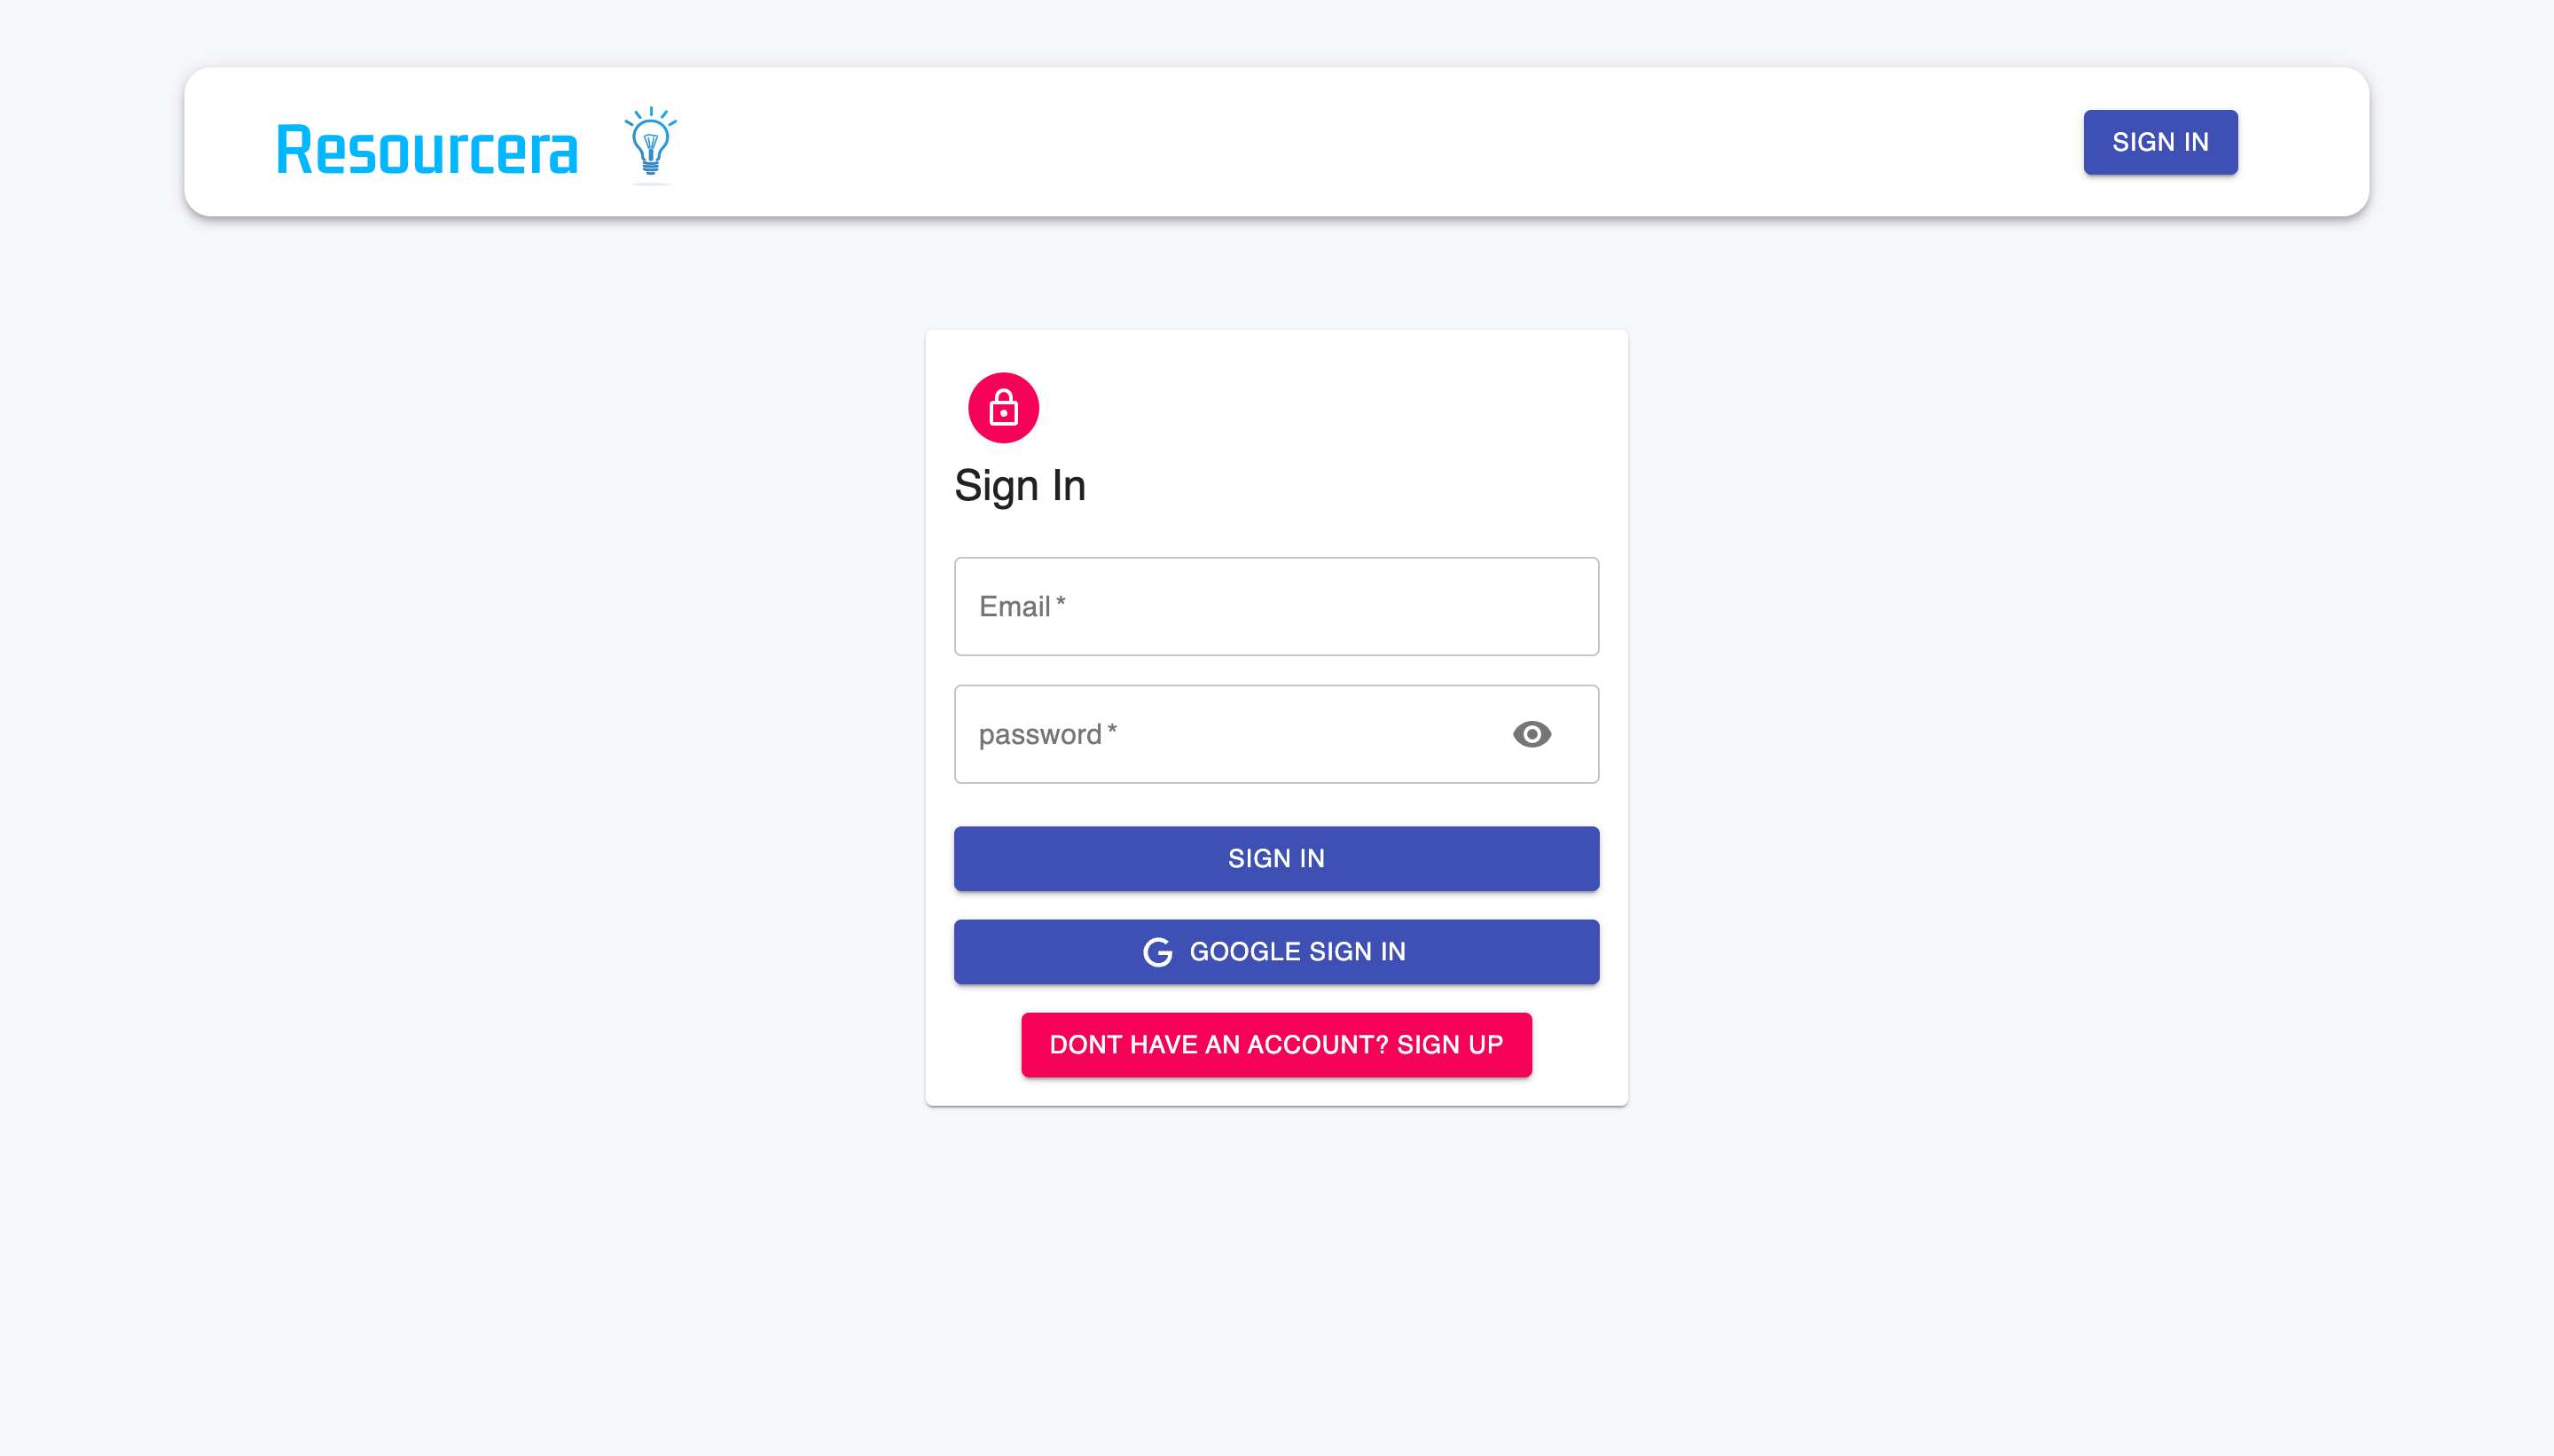 Resourcera
SIGN IN
Sign In
Email *
password *
SIGN IN
GOOGLE SIGN IN
DONT HAVE AN ACCOUNT? SIGN UP